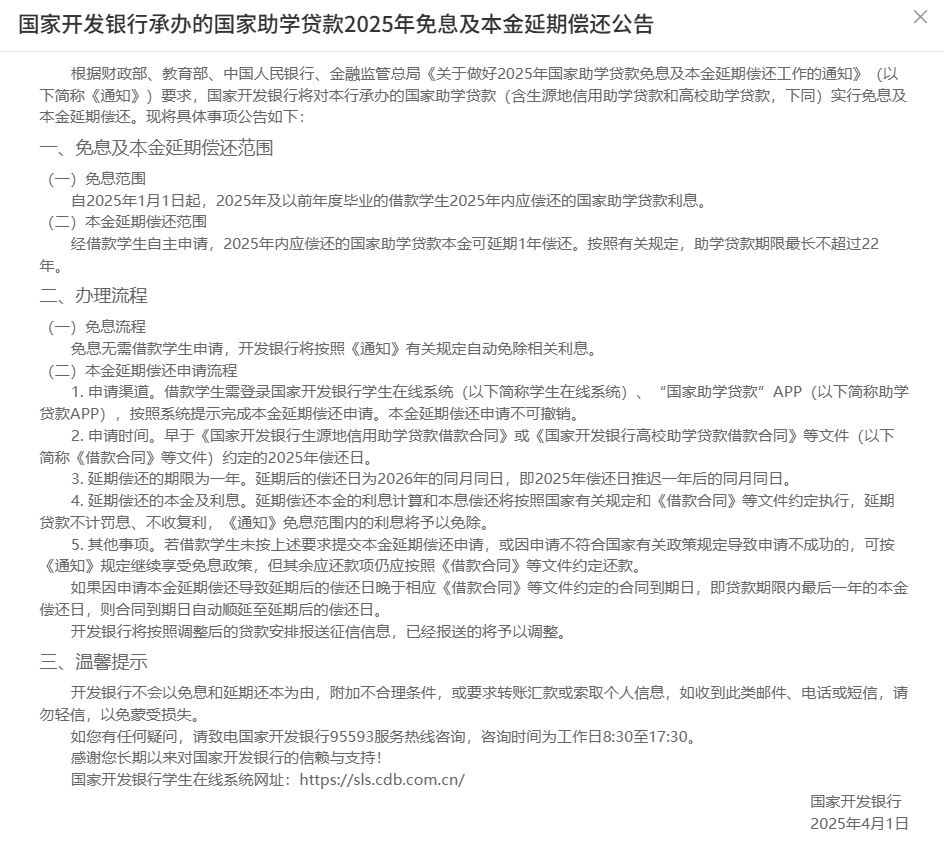 国家开发银行承办的国家助学贷款2025年免息及本金延期偿还公告
根据财政部、教育部、中国人民银行、金融监管总局《关于做好2025年国家助学贷款免息及本金延期偿还工作的通知》（以
下简称《通知》）要求，国家开发银行将对本行承办的国家助学贷款（含生源地信用助学贷款和高校助学贷款，下同）实行免息及
本金延期偿还。现将具体事项公告如下：
一、免息及本金延期偿还范围
（一）免息范围
自2025年1月1日起，2025年及以前年度毕业的借款学生2025年内应偿还的国家助学贷款利息。
（二）本金延期偿还范围
经借款学生自主申请，2025年内应偿还的国家助学贷款本金可延期1年偿还。按照有关规定，助学贷款期限最长不超过22
年。
二、办理流程
（一）免息流程
免息无需借款学生申请，开发银行将按照《通知》有关规定自动免除相关利息。
（二）本金延期偿还申请流程
1. 申请渠道。借款学生需登录国家开发银行学生在线系统（以下简称学生在线系统）、“国家助学贷款”APP（以下简称助学
贷款APP），按照系统提示完成本金延期偿还申请。本金延期偿还申请不可撤销。
2. 申请时间。早于《国家开发银行生源地信用助学贷款借款合同》或《国家开发银行高校助学贷款借款合同》等文件（以下
简称《借款合同》等文件）约定的2025年偿还日。
3. 延期偿还的期限为一年。延期后的偿还日为2026年的同月同日，即2025年偿还日推迟一年后的同月同日。
4. 延期偿还的本金及利息。延期偿还本金的利息计算和本息偿还将按照国家有关规定和《借款合同》等文件约定执行，延期
贷款不计罚息、不收复利，《通知》免息范围内的利息将予以免除。
5. 其他事项。若借款学生未按上述要求提交本金延期偿还申请，或因申请不符合国家有关政策规定导致申请不成功的，可按
《通知》规定继续享受免息政策，但其余应还款项仍应按照《借款合同》等文件约定还款。
如果因申请本金延期偿还导致延期后的偿还日晚于相应《借款合同》等文件约定的合同到期日，即贷款期限内最后一年的本金
偿还日，则合同到期日自动顺延至延期后的偿还日。
开发银行将按照调整后的贷款安排报送征信信息，已经报送的将予以调整。
三、温馨提示
开发银行不会以免息和延期还本为由，附加不合理条件，或要求转账汇款或索取个人信息，如收到此类邮件、电话或短信，请
勿轻信，以免蒙受损失。
如您有任何疑问，请致电国家开发银行95593服务热线咨询，咨询时间为工作日8:30至17:30。
感谢您长期以来对国家开发银行的信赖与支持！
国家开发银行学生在线系统网址：https://sls.cdb.com.cn/
国家开发银行
2025年4月1日